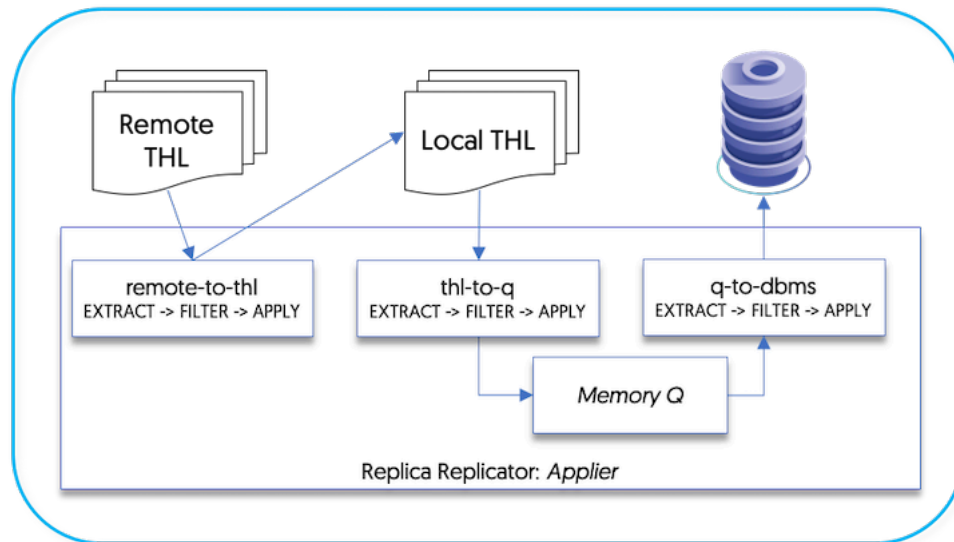 Remote
THL
Local THL
remote-to-thl
EXTRACT -> FILTER -> APPLY
thl-to-q
EXTRACT -> FILTER -> APPLY
q-to-dbms
EXTRACT -> FILTER -> APPLY
Memory Q
Replica Replicator: Applier